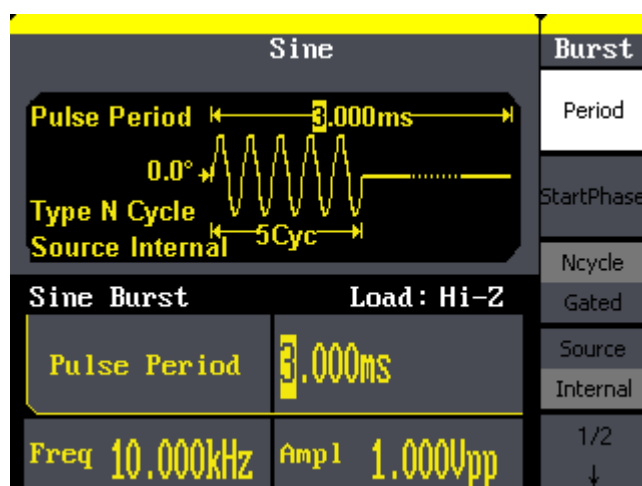 Sine
Burst
Pulse Period 3.000ms
0.0°
Type N Cycle
Source Internal
5Cyc
Period
StartPhase
Ncycle
Gated
Source
Internal
1/2
↓
Sine Burst Load: Hi-Z
Pulse Period 3.000ms
Freq 10.000kHz Ampl 1.000Vpp